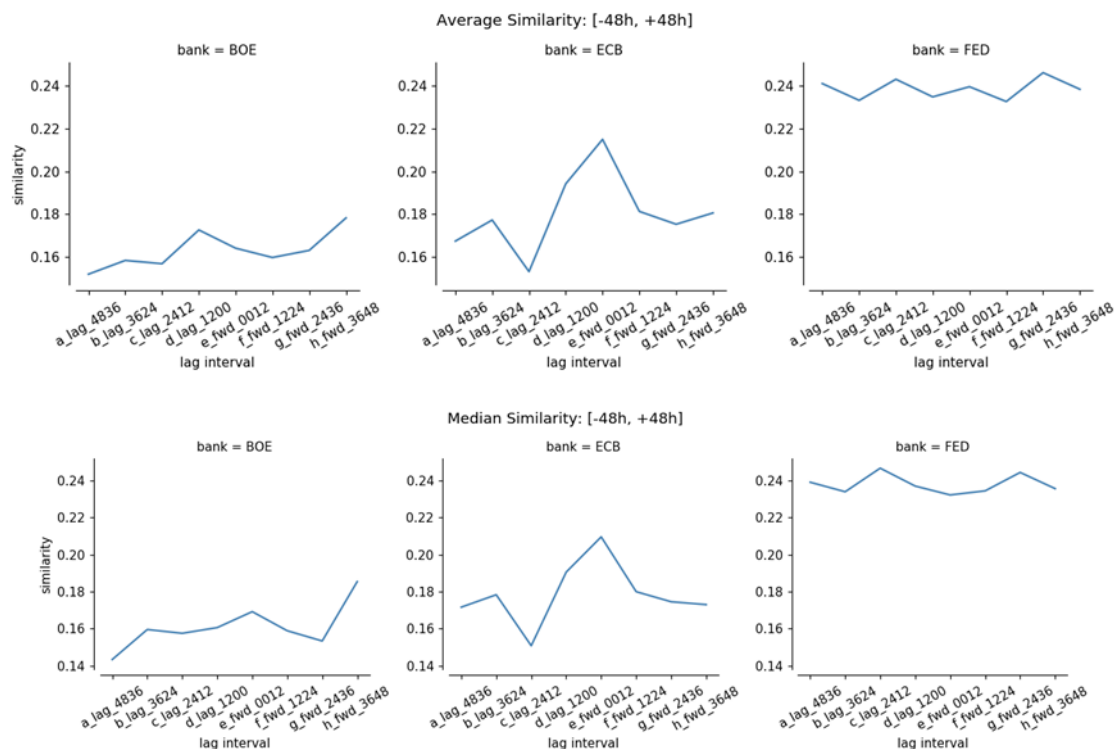 Average Similarity: [-48h, +48h]
bank = BOE
bank = ECB
bank = FED
similarity
0.24
0.22
0.20
0.18
0.16
0.24
0.22
0.20
0.18
0.16
0.24
0.22
0.20
0.18
0.16
a_lag_4836
b_lag_3624
c_lag_2412
d_lag_1200
e_fwd_0012
f_fwd_1224
g_fwd_2436
h_fwd_3648
a_lag_4836
b_lag_3624
c_lag_2412
d_lag_1200
e_fwd_0012
f_fwd_1224
g_fwd_2436
h_fwd_3648
a_lag_4836
b_lag_3624
c_lag_2412
d_lag_1200
e_fwd_0012
f_fwd_1224
g_fwd_2436
h_fwd_3648
lag interval
lag interval
lag interval
Median Similarity: [-48h, +48h]
bank = BOE
bank = ECB
bank = FED
similarity
0.24
0.22
0.20
0.18
0.16
0.14
0.24
0.22
0.20
0.18
0.16
0.14
0.24
0.22
0.20
0.18
0.16
0.14
a_lag_4836
b_lag_3624
c_lag_2412
d_lag_1200
e_fwd_0012
f_fwd_1224
g_fwd_2436
h_fwd_3648
a_lag_4836
b_lag_3624
c_lag_2412
d_lag_1200
e_fwd_0012
f_fwd_1224
g_fwd_2436
h_fwd_3648
a_lag_4836
b_lag_3624
c_lag_2412
d_lag_1200
e_fwd_0012
f_fwd_1224
g_fwd_2436
h_fwd_3648
lag interval
lag interval
lag interval